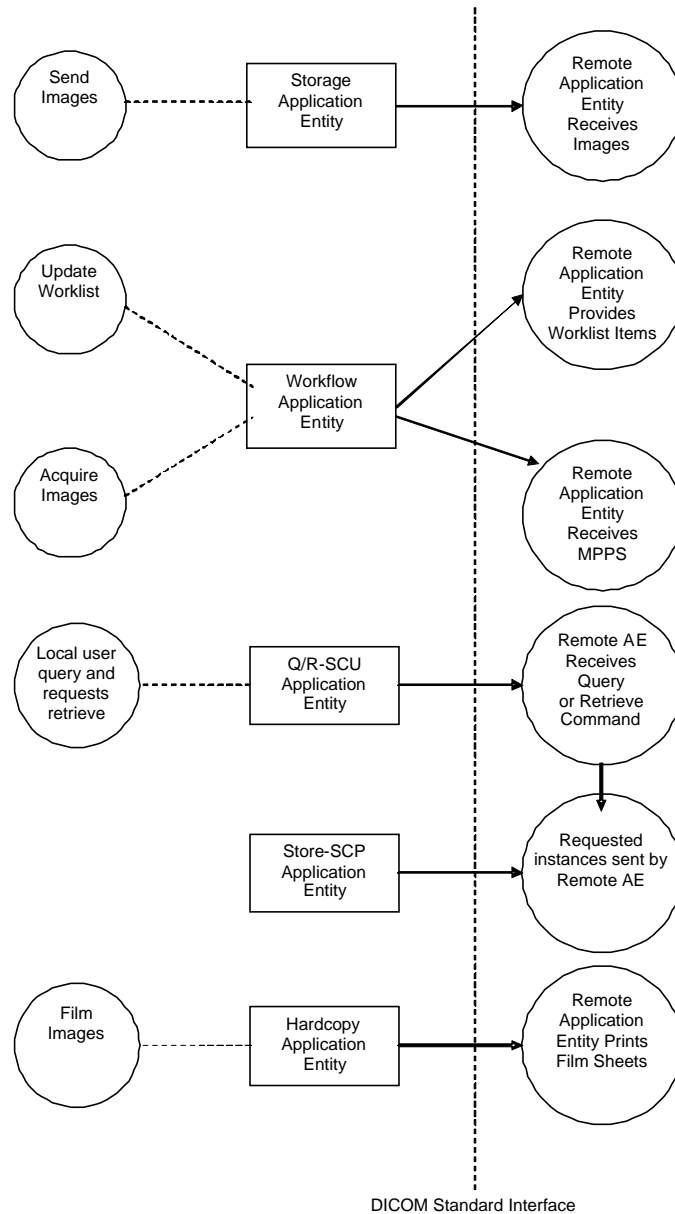 Send
Images
Storage
Application
Entity
Remote
Application
Entity
Receives
Images
Update
Worklist
Remote
Application
Entity
Provides
Worklist Items
Workflow
Application
Entity
Acquire
Images
Remote
Application
Entity
Receives
MPPS
Local user
query and
requests
retrieve
Q/R-SCU
Application
Entity
Remote AE
Receives
Query
or Retrieve
Command
Store-SCP
Application
Entity
Requested
instances sent by
Remote AE
Film
Images
Hardcopy
Application
Entity
Remote
Application
Entity Prints
Film Sheets
DICOM Standard Interface